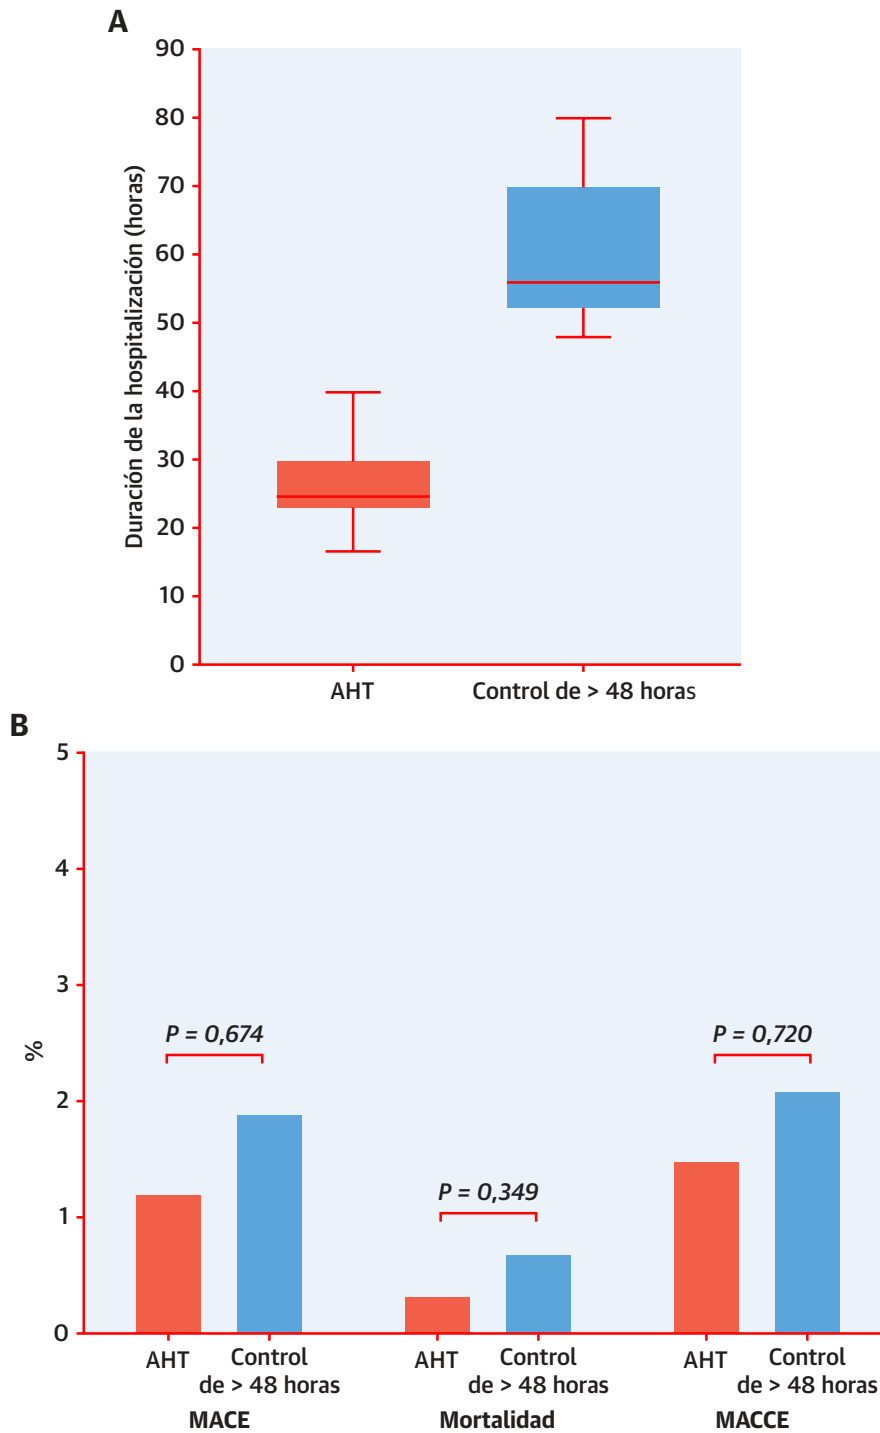 A
Duración de la hospitalización (horas)
90
80
70
60
50
40
30
20
10
0
AHT
Control de > 48 horas
B
%
5
4
3
2
1
0
P = 0,674
P = 0,349
P = 0,720
AHT
Control
de > 48 horas
MACE
AHT
Control
de > 48 horas
Mortalidad
AHT
Control
de > 48 horas
MACCE